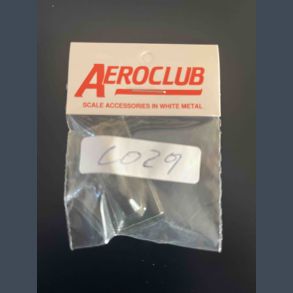 AEROCLUB
SCALE ACCESSORIES IN WHITE METAL
C029